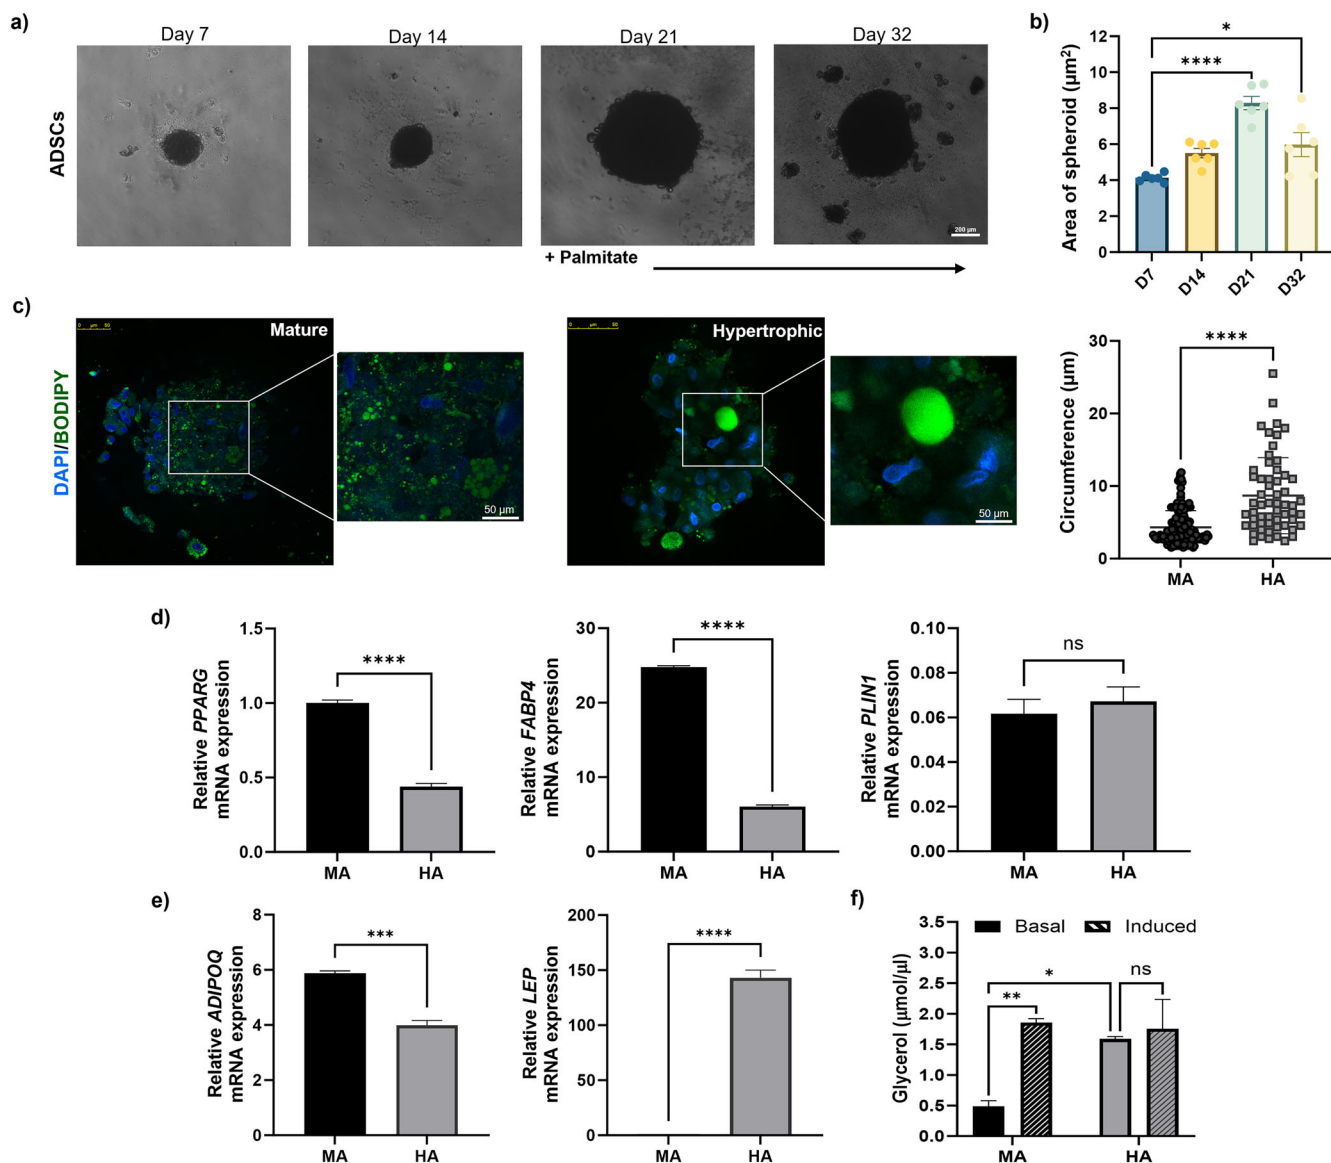 a)
Day 7
Day 14
Day 21
Day 32
ADSCs
200 µm
+ Palmitate
b)
Area of spheroid (µm²)
12
10
8
6
4
2
0
*
****
D7
D14
D21
D32
c)
DAPI/BODIPY
0 µm 50
Mature
50 µm
0 µm 50
Hypertrophic
50 µm
Circumference (µm)
30
20
10
0
****
MA
HA
d)
Relative PPARG
mRNA expression
1.5
1.0
0.5
0.0
****
MA
HA
Relative FABP4
mRNA expression
30
20
10
0
****
MA
HA
Relative PLIN1
mRNA expression
0.10
0.08
0.06
0.04
0.02
0.00
ns
MA
HA
e)
Relative ADIPOQ
mRNA expression
8
6
4
2
0
***
MA
HA
Relative LEP
mRNA expression
200
150
100
50
0
****
MA
HA
f)
Glycerol (µmol/µl)
3.5
3.0
2.5
2.0
1.5
1.0
0.5
0.0
Basal
Induced
*
**
ns
MA
HA